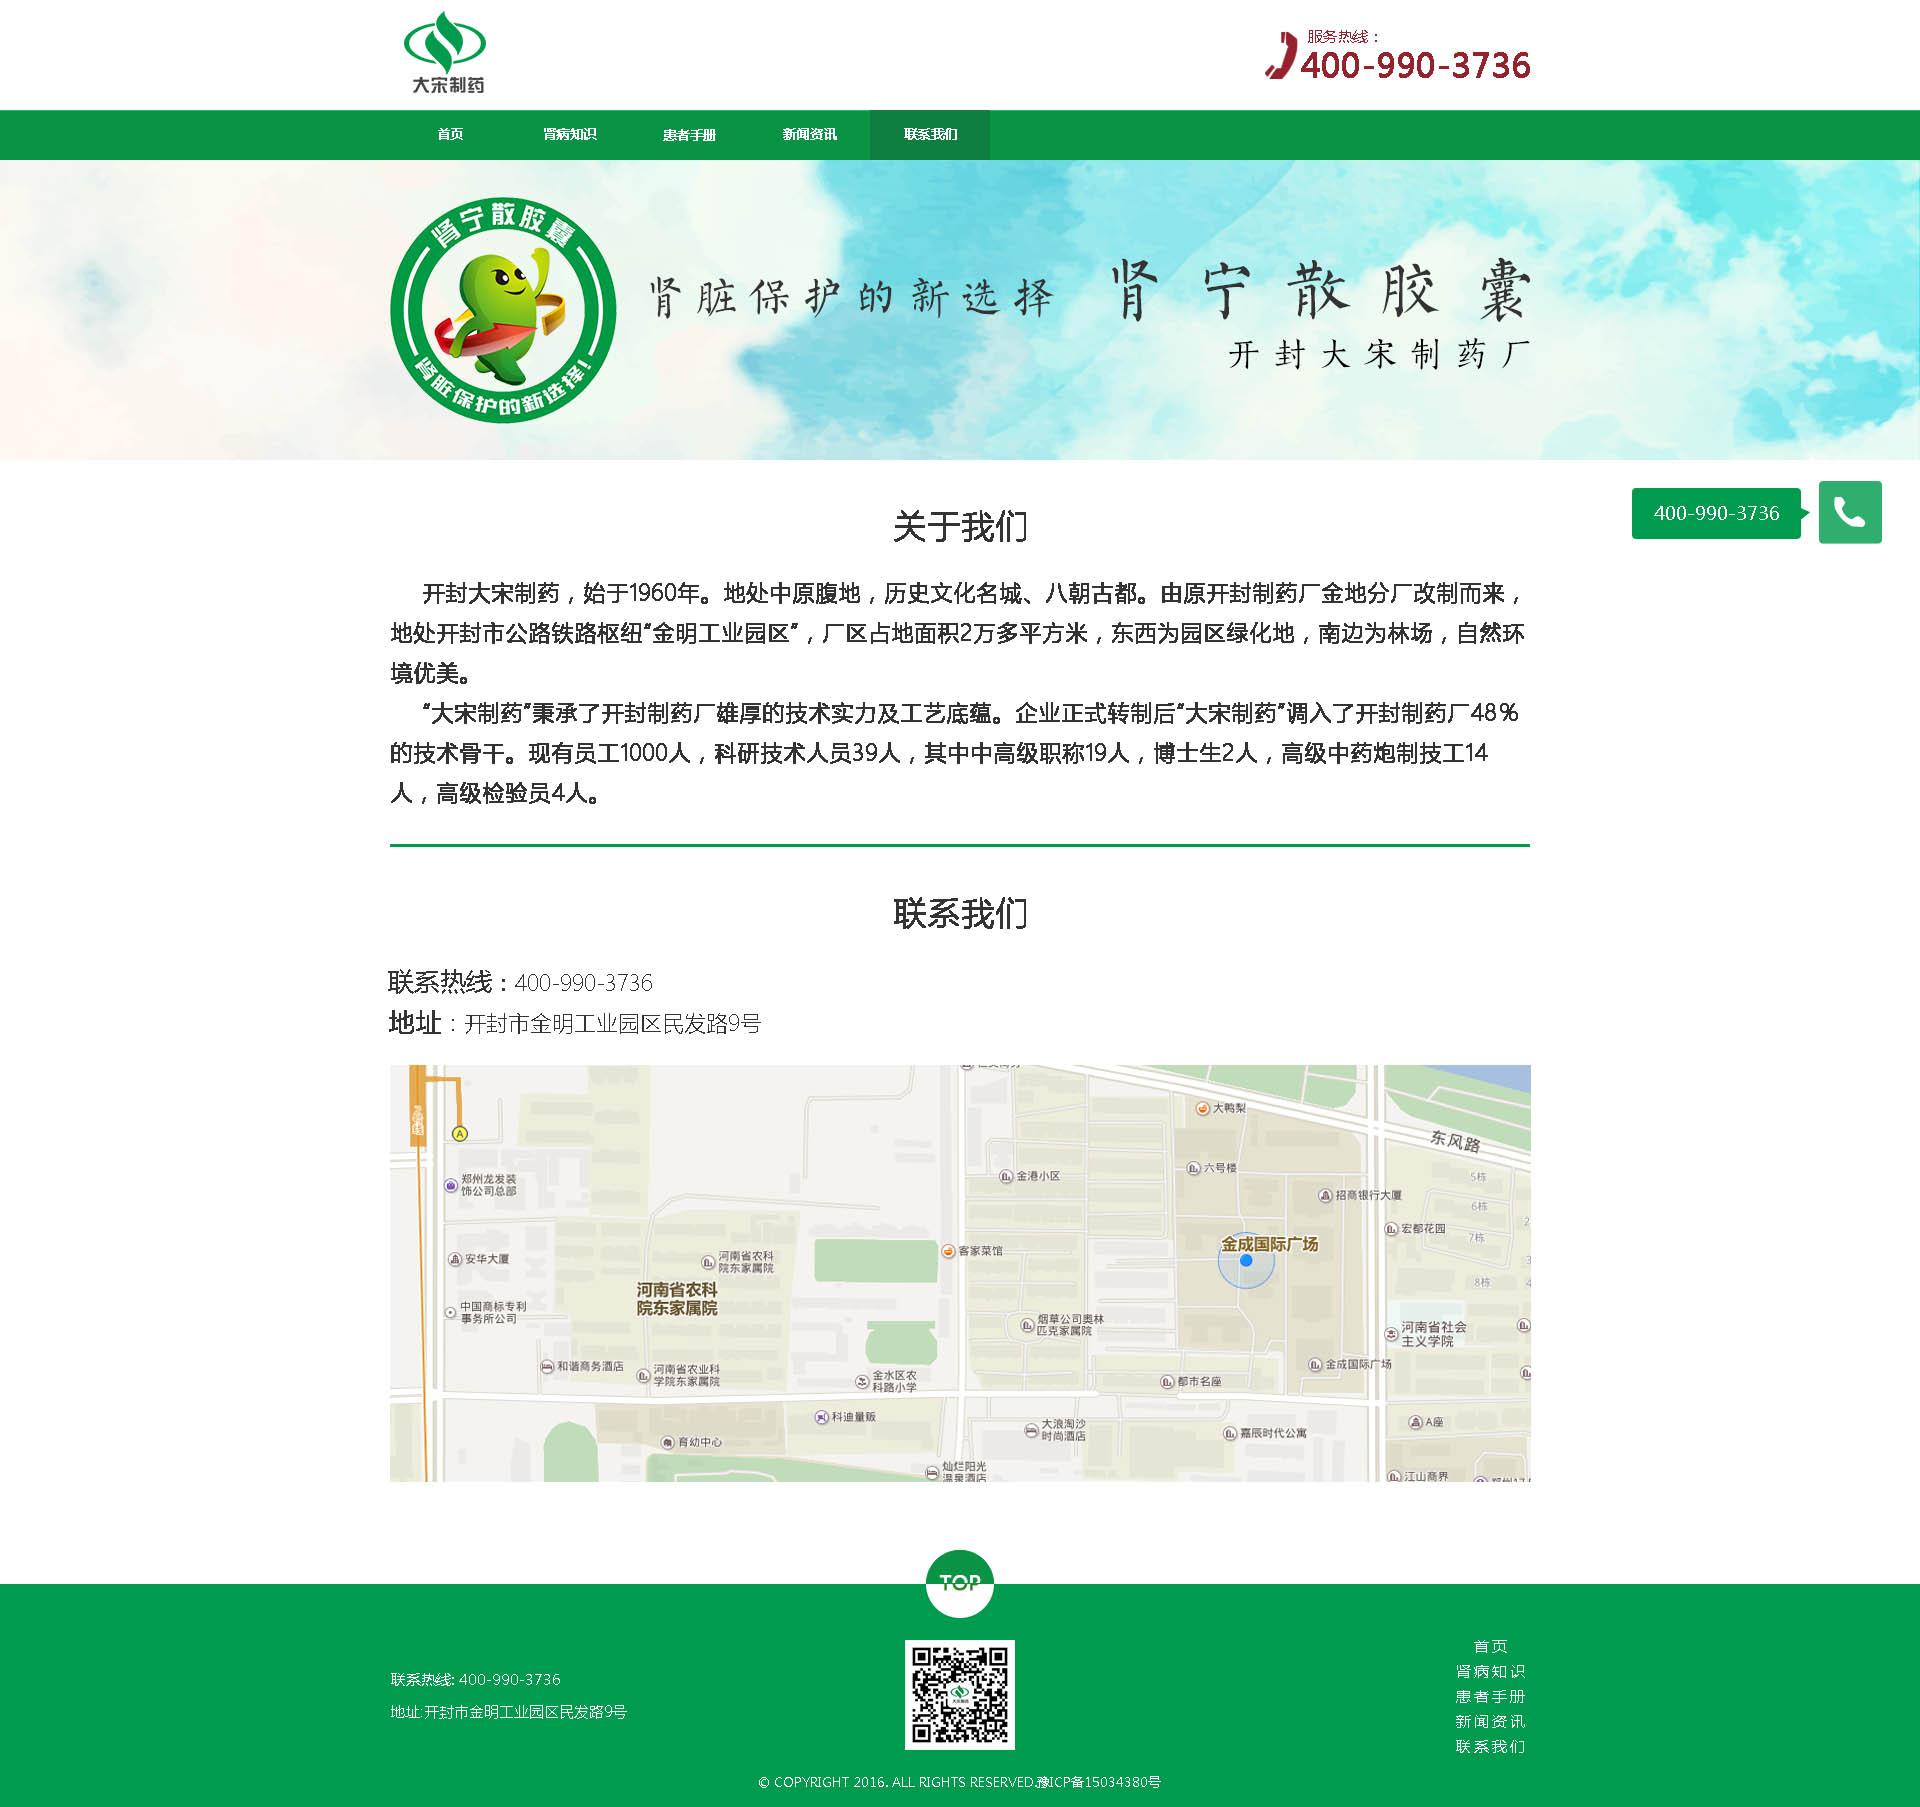 大宋制药
服务热线：
400-990-3736
首页
肾病知识
患者手册
新闻资讯
联系我们
肾宁散胶囊
肾脏保护的新选择!
肾脏保护的新选择
肾宁散胶囊
开封大宋制药厂
400-990-3736
关于我们
开封大宋制药，始于1960年。地处中原腹地，历史文化名城、八朝古都。由原开封制药厂金地分厂改制而来，
地处开封市公路铁路枢纽“金明工业园区”，厂区占地面积2万多平方米，东西为园区绿化地，南边为林场，自然环
境优美。
“大宋制药”秉承了开封制药厂雄厚的技术实力及工艺底蕴。企业正式转制后“大宋制药”调入了开封制药厂48%
的技术骨干。现有员工1000人，科研技术人员39人，其中中高级职称19人，博士生2人，高级中药炮制技工14
人，高级检验员4人。
联系我们
联系热线：400-990-3736
地址：开封市金明工业园区民发路9号
大鸭梨
东风路
A
郑州龙发装
饰公司总部
金港小区
六号楼
5栋
招商银行大厦
6栋
宏都花园
7栋
安华大厦
河南省农科
院东家属院
客家菜馆
金成国际广场
8栋
河南省农科
院东家属院
中国商标专利
事务所公司
烟草公司奥林
匹克家属院
河南省社会
主义学院
和谐商务酒店
河南省农业科
学院东家属院
金水区农
科路小学
都市名座
金成国际广场
科迪量贩
大浪淘沙
时尚酒店
嘉辰时代公寓
A座
育幼中心
灿烂阳光
温泉酒店
江山商界
TOP
联系热线: 400-990-3736
地址:开封市金明工业园区民发路9号
大宋制药
首页
肾病知识
患者手册
新闻资讯
联系我们
© COPYRIGHT 2016. ALL RIGHTS RESERVED.豫ICP备15034380号